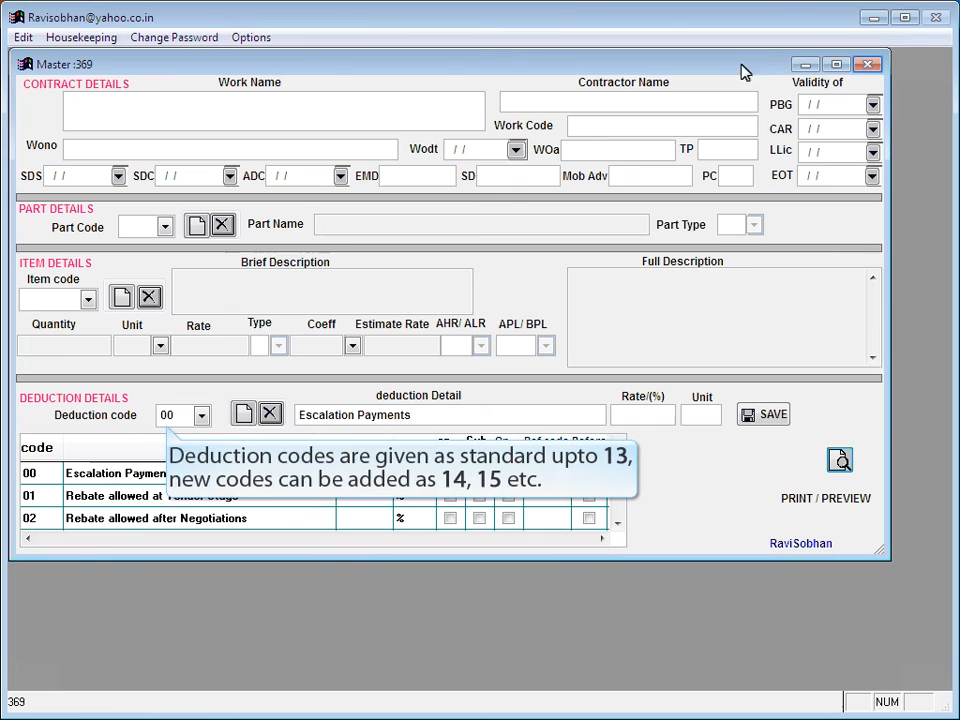 Ravisobhan@yahoo.co.in
Edit Housekeeping Change Password Options
Master :369
CONTRACT DETAILS Work Name Contractor Name Validity of
PBG / /
Work Code CAR / /
Wono Wodt / / WOa TP LLic / /
SDS / / SDC / / ADC / / EMD SD Mob Adv PC EOT / /
PART DETAILS
Part Code Part Name Part Type
ITEM DETAILS Brief Description Full Description
Item code
Quantity Unit Rate Type Coeff Estimate Rate AHR/ ALR APL/ BPL
DEDUCTION DETAILS deduction Detail Rate/(%) Unit
Deduction code 00 Escalation Payments SAVE
code
Deduction codes are given as standard upto 13,
new codes can be added as 14, 15 etc.
00 Escalation Paymen
01 Rebate allowed at
02 Rebate allowed after Negotiations %
PRINT / PREVIEW
RaviSobhan
369 NUM